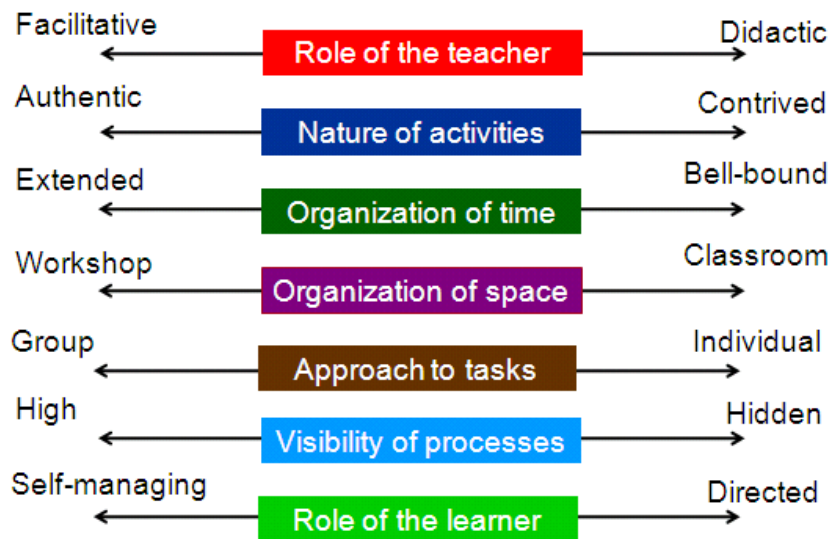 Facilitative
Role of the teacher
Didactic
Authentic
Nature of activities
Contrived
Extended
Organization of time
Bell-bound
Workshop
Organization of space
Classroom
Group
Approach to tasks
Individual
High
Visibility of processes
Hidden
Self-managing
Role of the learner
Directed